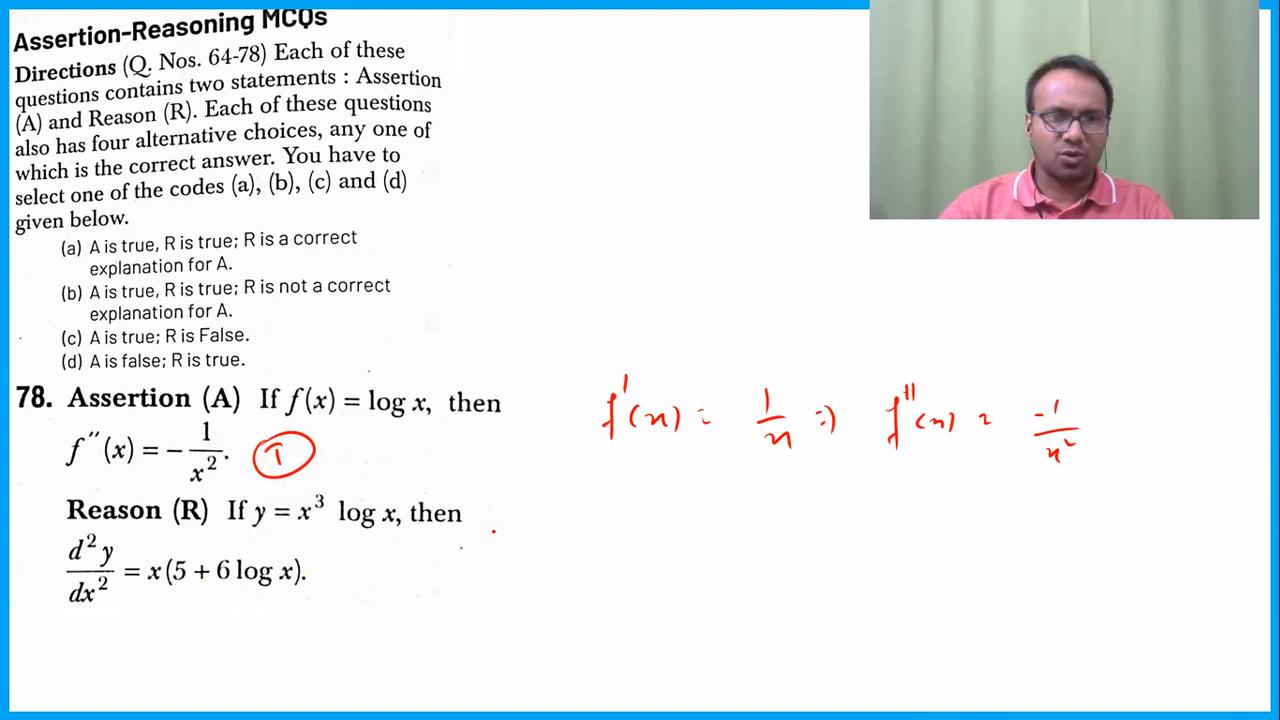 Assertion-Reasoning MCQs
Directions (Q. Nos. 64-78) Each of these
questions contains two statements : Assertion
(A) and Reason (R). Each of these questions
also has four alternative choices, any one of
which is the correct answer. You have to
select one of the codes (a), (b), (c) and (d)
given below.
(a) A is true, R is true; R is a correct
explanation for A.
(b) A is true, R is true; R is not a correct
explanation for A.
(c) A is true; R is False.
(d) A is false; R is true.
78. Assertion (A) If f(x) = log x, then
f''(x) = - 1/x². T
Reason (R) If y = x³ log x, then
d²y/dx² = x(5 + 6 log x).
f'(x) = 1/x ⇒ f''(x) = -1/x²